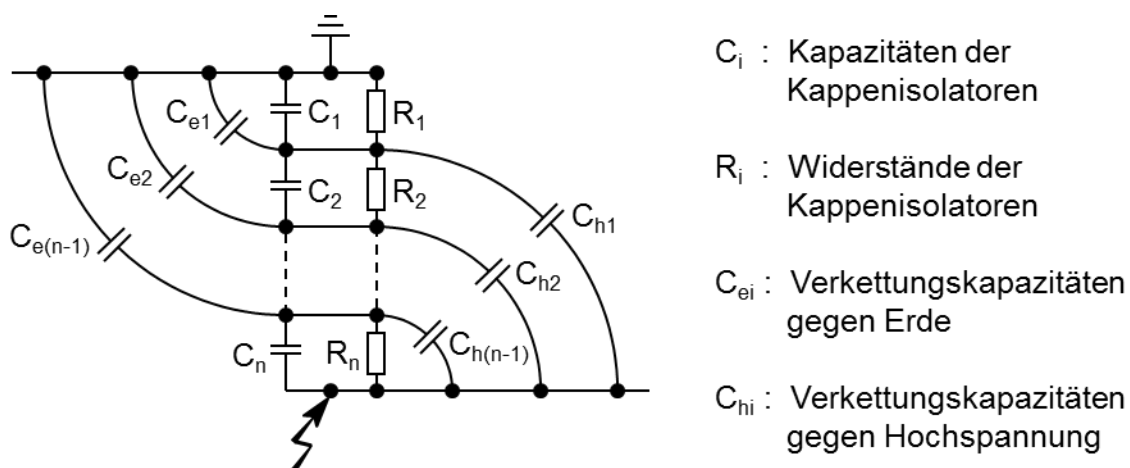 C_e1
C_1
R_1
C_e2
C_2
R_2
C_h1
C_e(n-1)
C_h2
C_n
R_n
C_h(n-1)
C_i : Kapazitäten der
Kappenisolatoren
R_i : Widerstände der
Kappenisolatoren
C_ei : Verkettungskapazitäten
gegen Erde
C_hi : Verkettungskapazitäten
gegen Hochspannung